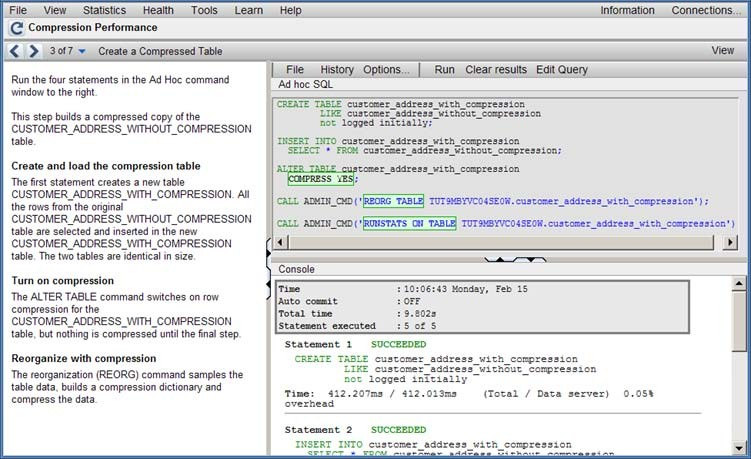 File View Statistics Health Tools Learn Help Information Connections...
Compression Performance
3 of 7 Create a Compressed Table View
Run the four statements in the Ad Hoc command
window to the right.
This step builds a compressed copy of the
CUSTOMER_ADDRESS_WITHOUT_COMPRESSION
table.
Create and load the compression table
The first statement creates a new table
CUSTOMER_ADDRESS_WITH_COMPRESSION. All
the rows from the original
CUSTOMER_ADDRESS_WITHOUT_COMPRESSION
table are selected and inserted in the new
CUSTOMER_ADDRESS_WITH_COMPRESSION
table. The two tables are identical in size.
Turn on compression
The ALTER TABLE command switches on row
compression for the
CUSTOMER_ADDRESS_WITH_COMPRESSION
table, but nothing is compressed until the final step.
Reorganize with compression
The reorganization (REORG) command samples the
table data, builds a compression dictionary and
compress the data.
File History Options... Run Clear results Edit Query
Ad hoc SQL
CREATE TABLE customer_address_with_compression
LIKE customer_address_without_compression
not logged initially;
INSERT INTO customer_address_with_compression
SELECT * FROM customer_address_without_compression;
ALTER TABLE customer_address_with_compression
COMPRESS YES;
CALL ADMIN_CMD('REORG TABLE TUT9MBYVC04SE0W.customer_address_with_compression');
CALL ADMIN_CMD('RUNSTATS ON TABLE TUT9MBYVC04SE0W.customer_address_with_compression')
Console
Time : 10:06:43 Monday, Feb 15
Auto commit : OFF
Total time : 9.802s
Statement executed : 5 of 5
Statement 1 SUCCEEDED
CREATE TABLE customer_address_with_compression
LIKE customer_address_without_compression
not logged initially
Time: 412.207ms / 412.013ms (Total / Data server) 0.05%
overhead
Statement 2 SUCCEEDED
INSERT INTO customer_address_with_compression
SELECT * FROM customer_address_without_compression